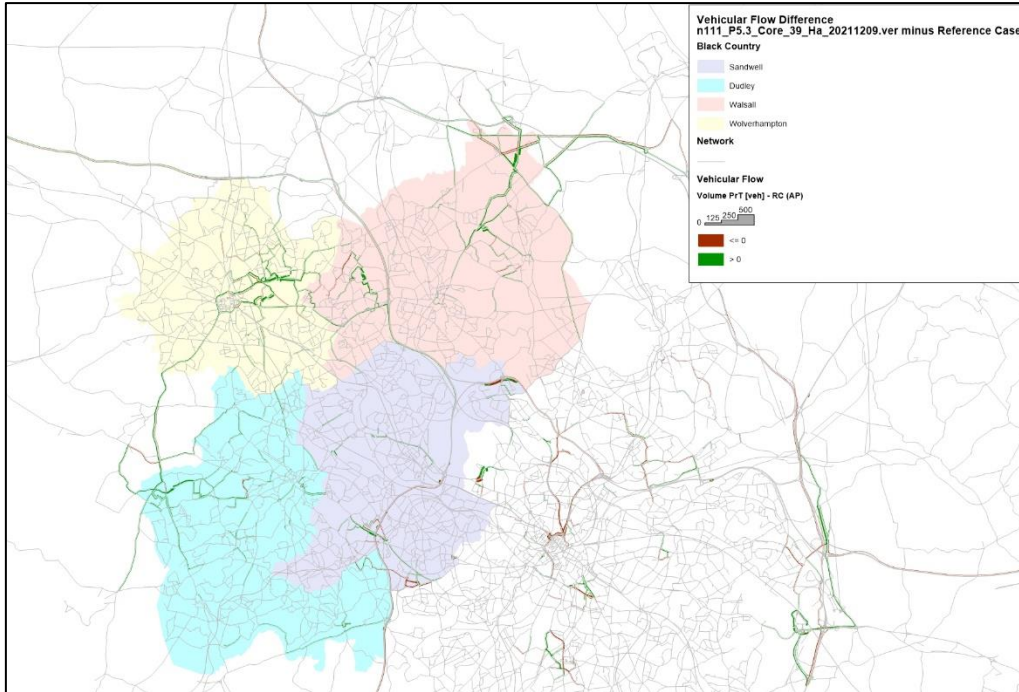 Vehicular Flow Difference
n111_P5.3_Core_39_Ha_20211209.ver minus Reference Case
Black Country
Sandwell
Dudley
Walsall
Wolverhampton
Network
Vehicular Flow
Volume PrT [veh] - RC (AP)
0 125 250 500
<= 0
> 0